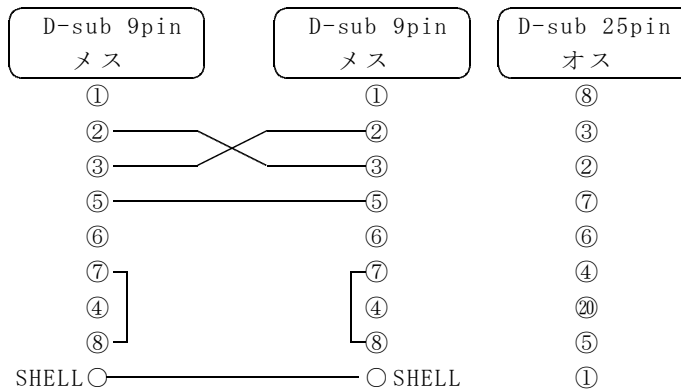 D-sub 9pin D-sub 9pin D-sub 25pin
メス メス オス
① ① ⑧
② ② ③
③ ③ ②
⑤ ⑤ ⑦
⑥ ⑥ ⑥
⑦ ⑦ ④
④ ④ ⑳
⑧ ⑧ ⑤
SHELL SHELL ①